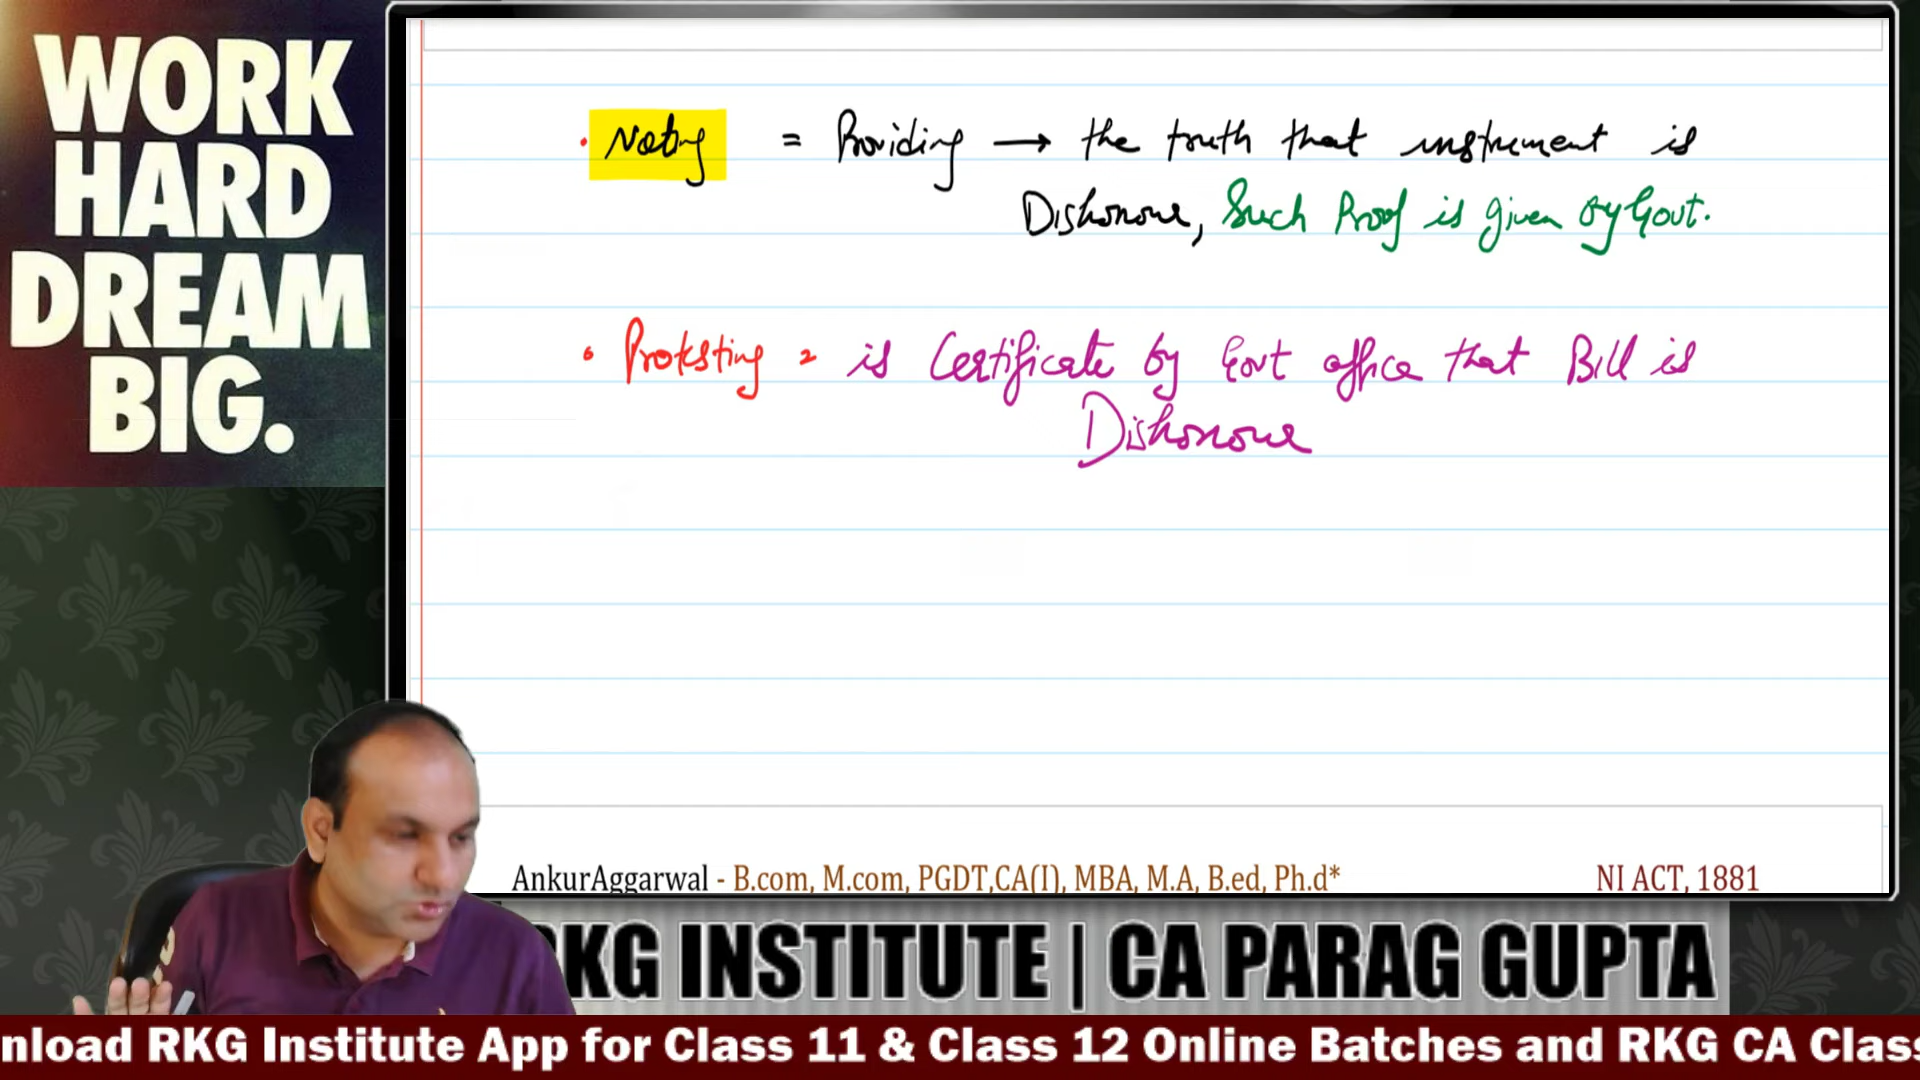 WORK
HARD
DREAM
BIG.
• Noting = Providing → the truth that instrument is
Dishonour, Such Proof is given by Govt.
• Protesting = is Certificate by Govt office that Bill is
Dishonour
AnkurAggarwal - B.com, M.com, PGDT,CA(I), MBA, M.A, B.ed, Ph.d*
NI ACT, 1881
RKG INSTITUTE | CA PARAG GUPTA
nload RKG Institute App for Class 11 & Class 12 Online Batches and RKG CA Class